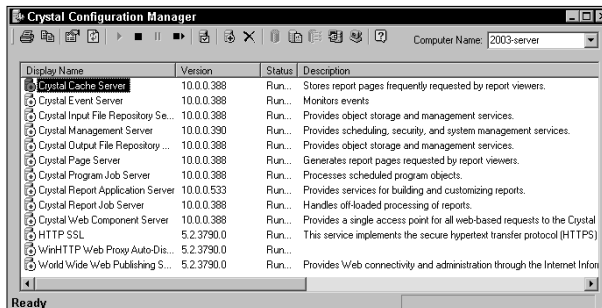 Crystal Configuration Manager
Computer Name: 2003-server
Display Name Version Status Description
Crystal Cache Server 10.0.0.388 Run... Stores report pages frequently requested by report viewers.
Crystal Event Server 10.0.0.388 Run... Monitors events
Crystal Input File Repository Se... 10.0.0.388 Run... Provides object storage and management services.
Crystal Management Server 10.0.0.390 Run... Provides scheduling, security, and system management services.
Crystal Output File Repository ... 10.0.0.388 Run... Provides object storage and management services.
Crystal Page Server 10.0.0.388 Run... Generates report pages requested by report viewers.
Crystal Program Job Server 10.0.0.388 Run... Processes scheduled program objects.
Crystal Report Application Server 10.0.0.533 Run... Provides services for building and customizing reports.
Crystal Report Job Server 10.0.0.388 Run... Handles off-loaded processing of reports.
Crystal Web Component Server 10.0.0.388 Run... Provides a single access point for all web-based requests to the Crystal
HTTP SSL 5.2.3790.0 Run... This service implements the secure hypertext transfer protocol (HTTPS)
WinHTTP Web Proxy Auto-Dis... 5.2.3790.0 Run...
World Wide Web Publishing S... 5.2.3790.0 Run... Provides Web connectivity and administration through the Internet Infor
Ready